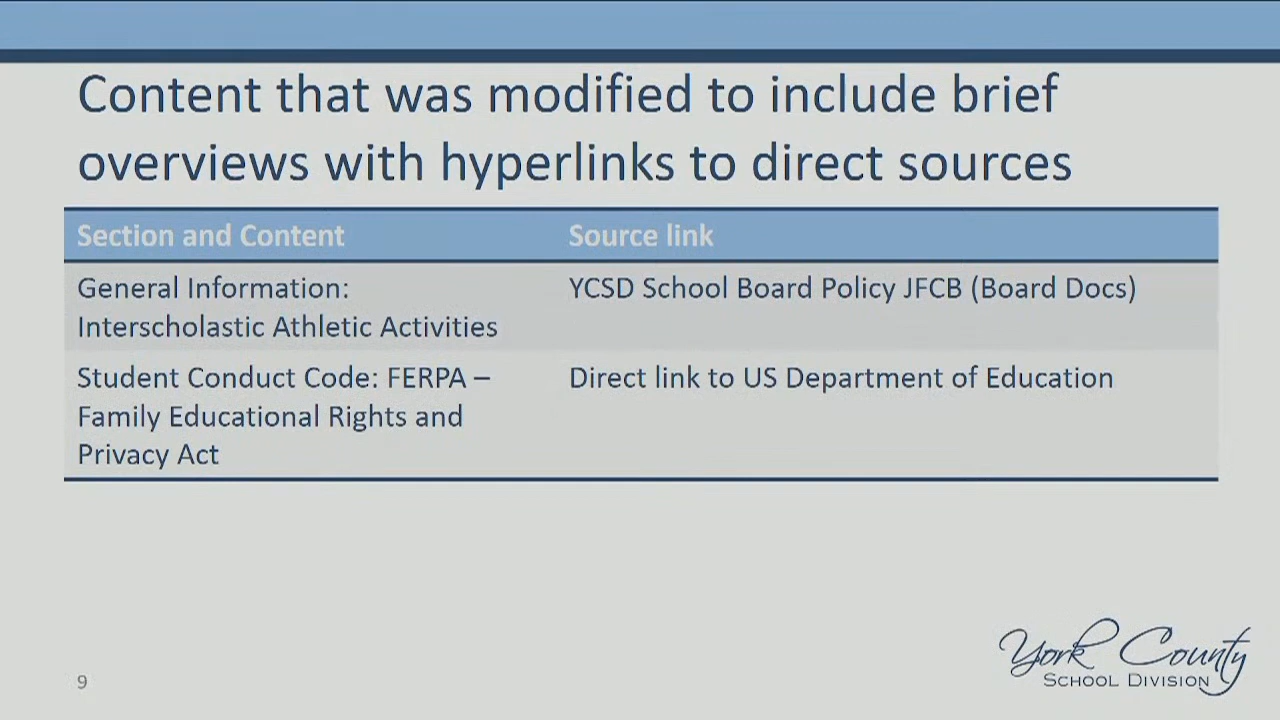 Content that was modified to include brief
overviews with hyperlinks to direct sources
Section and Content
Source link
General Information:
Interscholastic Athletic Activities
YCSD School Board Policy JFCB (Board Docs)
Student Conduct Code: FERPA –
Family Educational Rights and
Privacy Act
Direct link to US Department of Education
9
York County
SCHOOL DIVISION